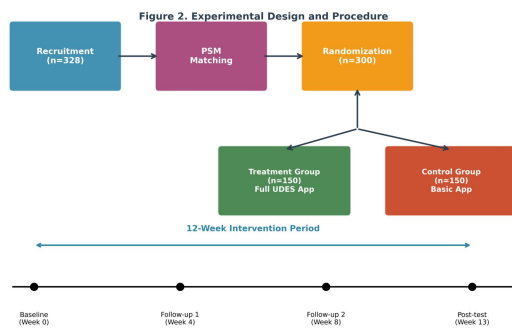 Figure 2. Experimental Design and Procedure
Recruitment
(n=328)
PSM
Matching
Randomization
(n=300)
Treatment Group
(n=150)
Full UDES App
Control Group
(n=150)
Basic App
12-Week Intervention Period
Baseline
(Week 0)
Follow-up 1
(Week 4)
Follow-up 2
(Week 8)
Post-test
(Week 13)